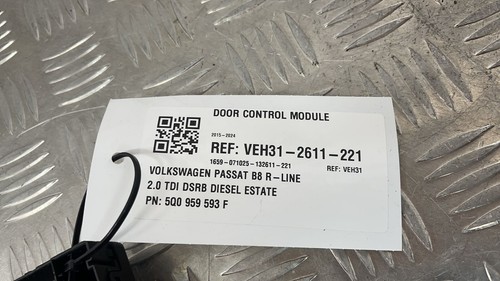 DOOR CONTROL MODULE
2015-2024
REF: VEH31-2611-221
1659-071025-132611-221 REF: VEH31
VOLKSWAGEN PASSAT B8 R-LINE
2.0 TDI DSRB DIESEL ESTATE
PN: 5Q0 959 593 F